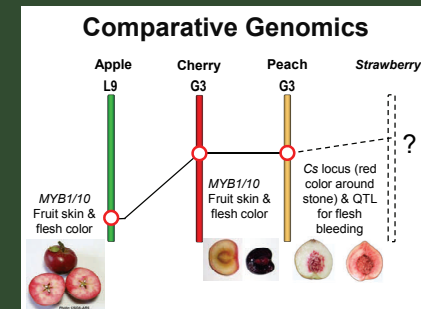 Comparative Genomics
Apple
Cherry
Peach
Strawberry
L9
G3
G3
?
MYB1/10
Fruit skin &
flesh color
MYB1/10
Fruit skin &
flesh color
Cs locus (red
color around
stone) & QTL
for flesh
bleeding